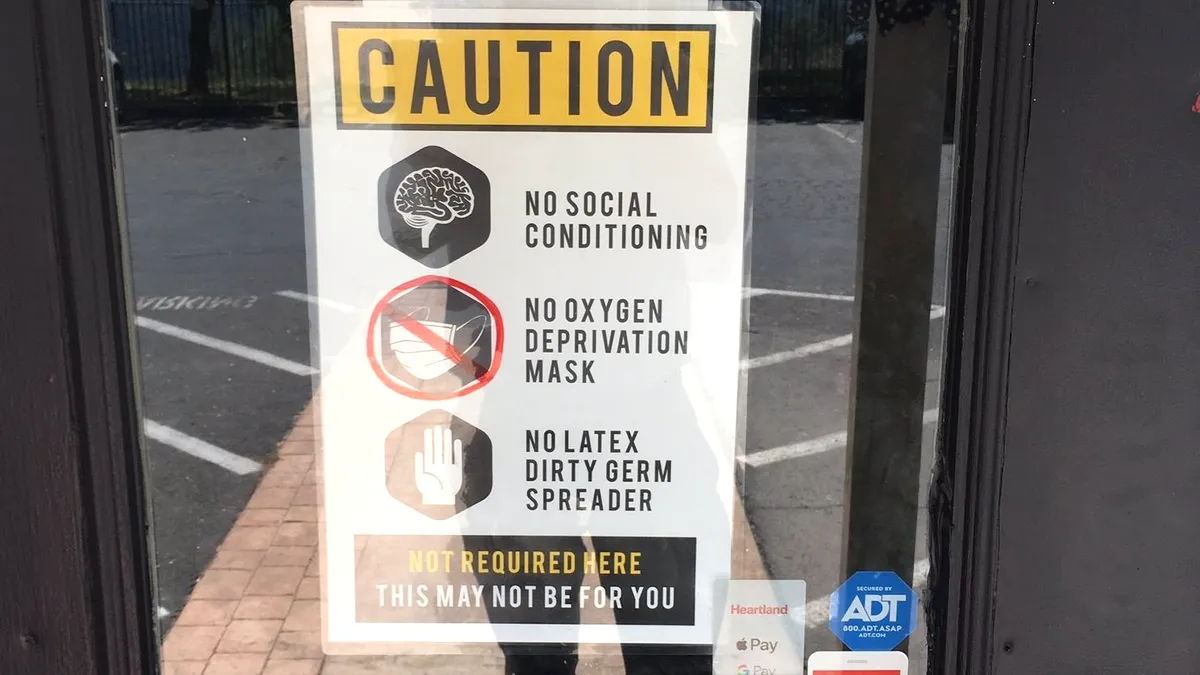 CAUTION
NO SOCIAL
CONDITIONING
NO OXYGEN
DEPRIVATION
MASK
NO LATEX
DIRTY GERM
SPREADER
NOT REQUIRED HERE
THIS MAY NOT BE FOR YOU
Heartland
Pay
G Pay
SECURED BY
ADT
800.ADT.ASAP
ADT.COM